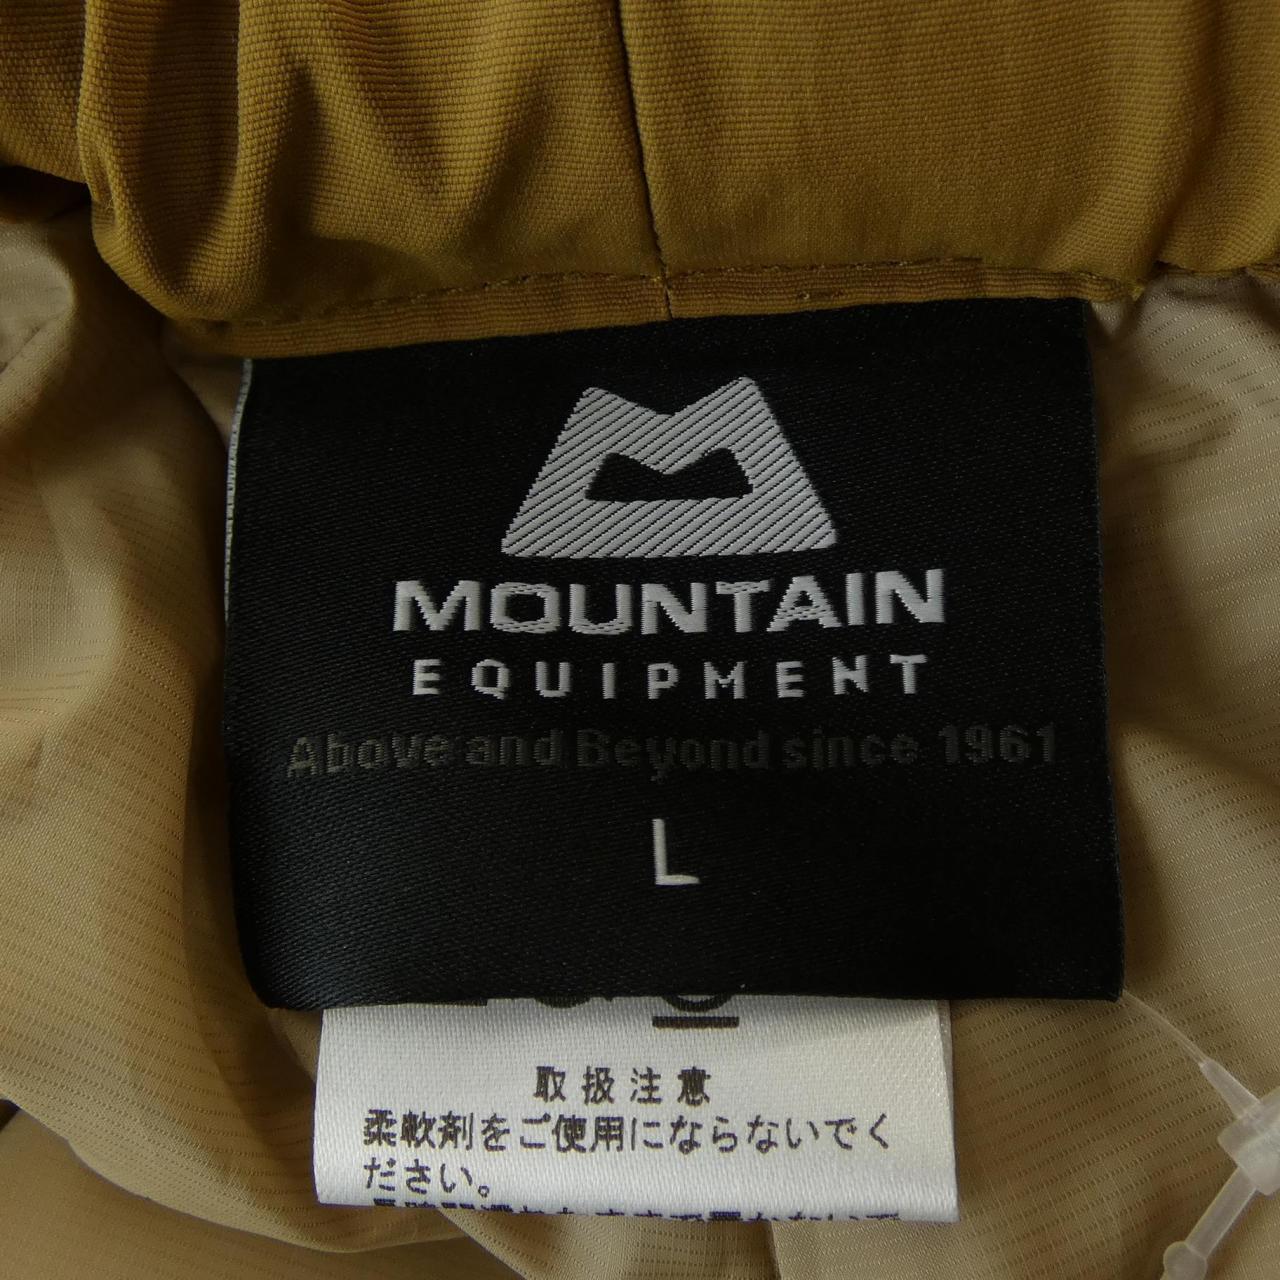 MOUNTAIN
EQUIPMENT
Above and Beyond since 1961
L
取扱注意
柔軟剤をご使用にならないでく
ださい。